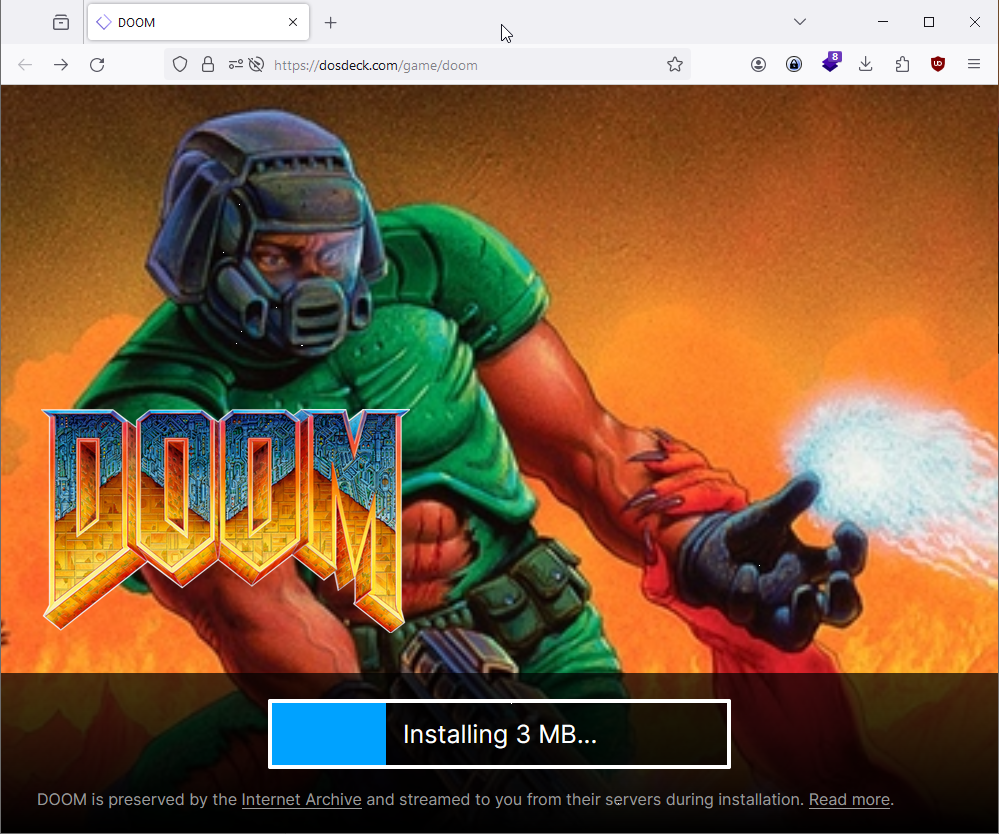 DOOM
8
https://dosdeck.com/game/doom
DOOM
Installing 3 MB...
DOOM is preserved by the Internet Archive and streamed to you from their servers during installation. Read more.